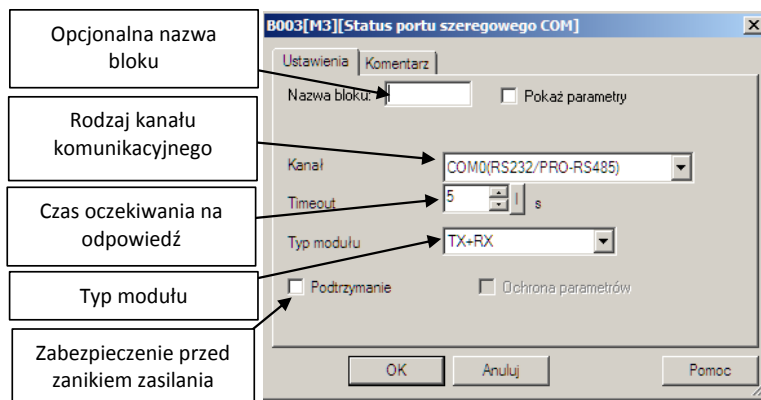 Opcjonalna nazwa
bloku
Rodzaj kanału
komunikacyjnego
Czas oczekiwania na
odpowiedź
Typ modułu
Zabezpieczenie przed
zanikiem zasilania
B003[M3][Status portu szeregowego COM]
Ustawienia
Komentarz
Nazwa bloku:
Pokaż parametry
Kanał
COM0(RS232/PRO-RS485)
Timeout
5
s
Typ modułu
TX+RX
Podtrzymanie
Ochrona parametrów
OK
Anuluj
Pomoc